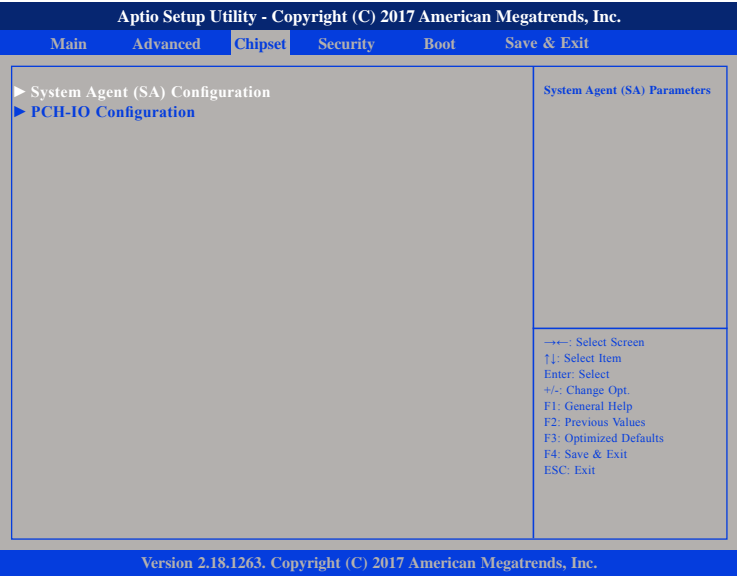 Aptio Setup Utility - Copyright (C) 2017 American Megatrends, Inc.
Main Advanced Chipset Security Boot Save & Exit
► System Agent (SA) Configuration
► PCH-IO Configuration
System Agent (SA) Parameters
→←: Select Screen
↑↓: Select Item
Enter: Select
+/-: Change Opt.
F1: General Help
F2: Previous Values
F3: Optimized Defaults
F4: Save & Exit
ESC: Exit
Version 2.18.1263. Copyright (C) 2017 American Megatrends, Inc.